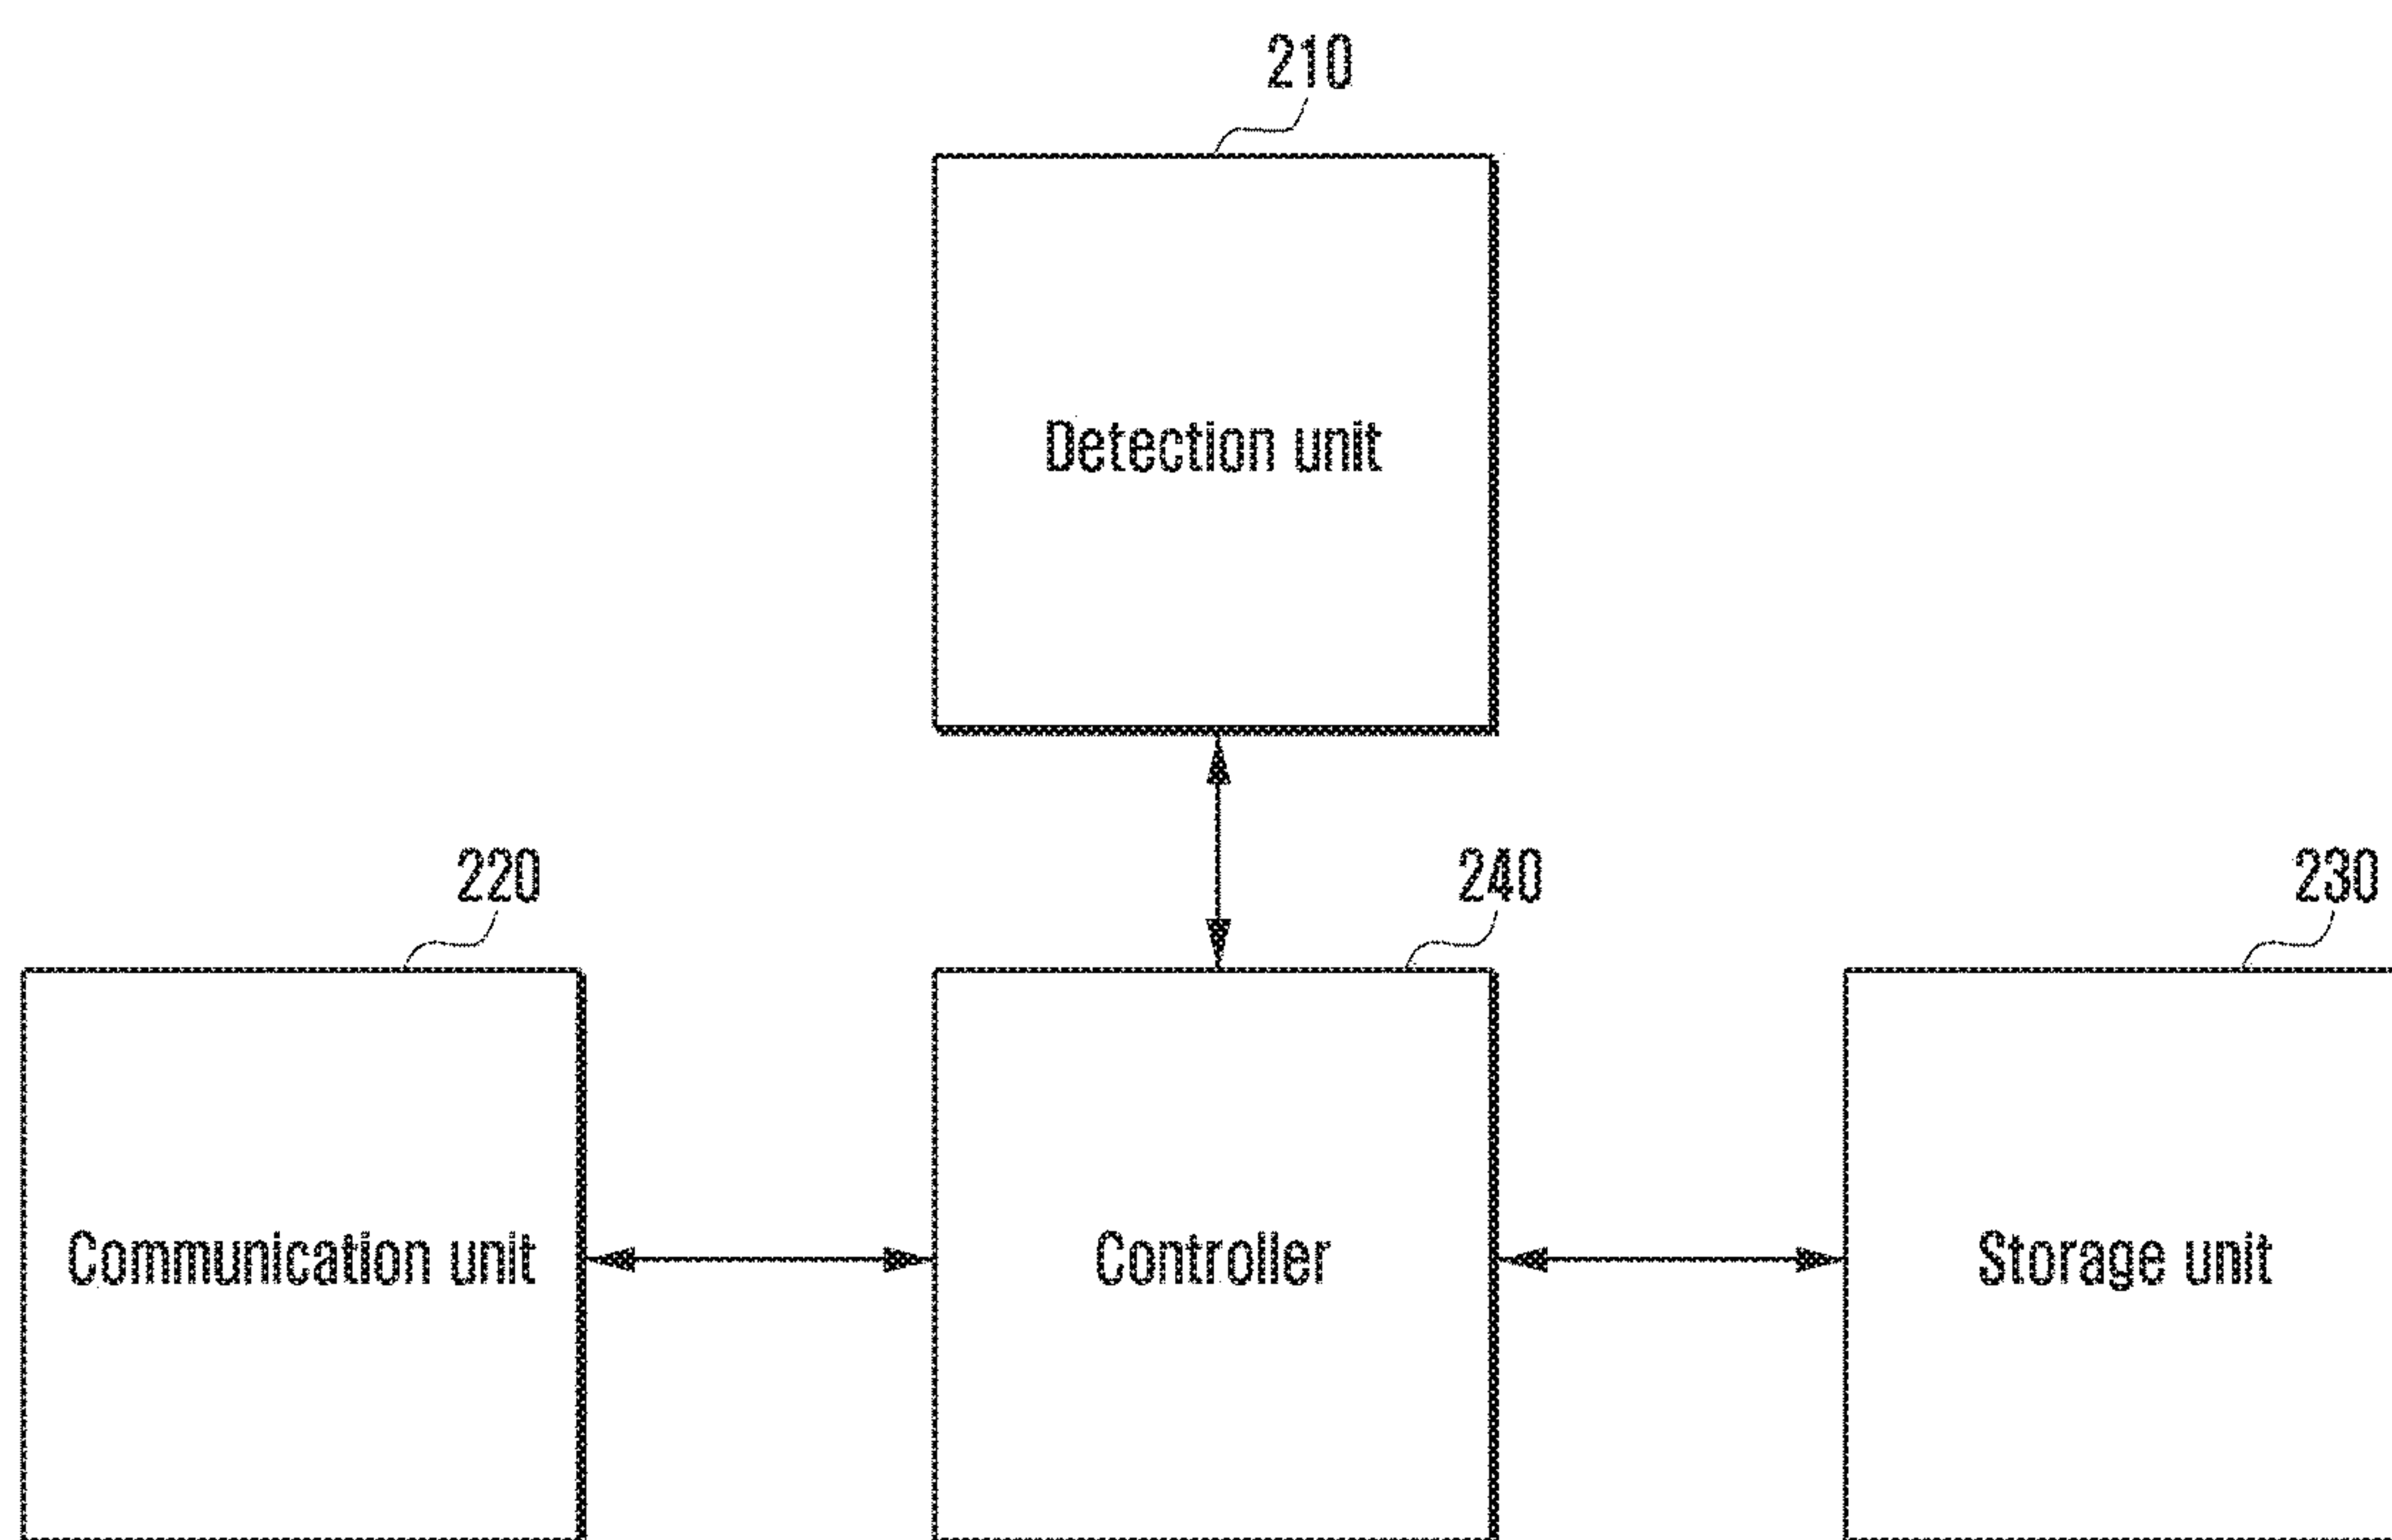 210
Detection unit
220
240
230
Communication unit
Controller
Storage unit